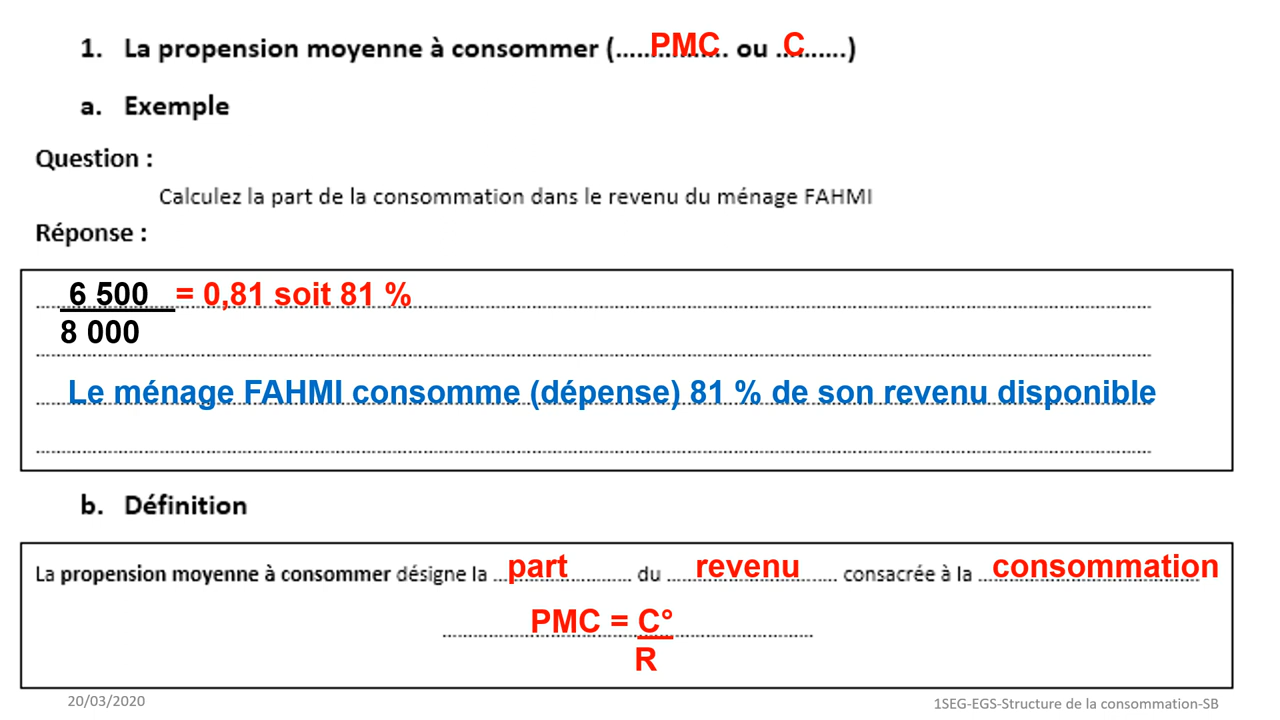 1. La propension moyenne à consommer (.....PMC.. ou ..C.......)
a. Exemple
Question :
Calculez la part de la consommation dans le revenu du ménage FAHMI
Réponse :
6 500 = 0,81 soit 81 %
8 000
Le ménage FAHMI consomme (dépense) 81 % de son revenu disponible
b. Définition
La propension moyenne à consommer désigne la ...part............ du .....revenu....... consacrée à la ..consommation
PMC = C°
R
20/03/2020
1SEG-EGS-Structure de la consommation-SB